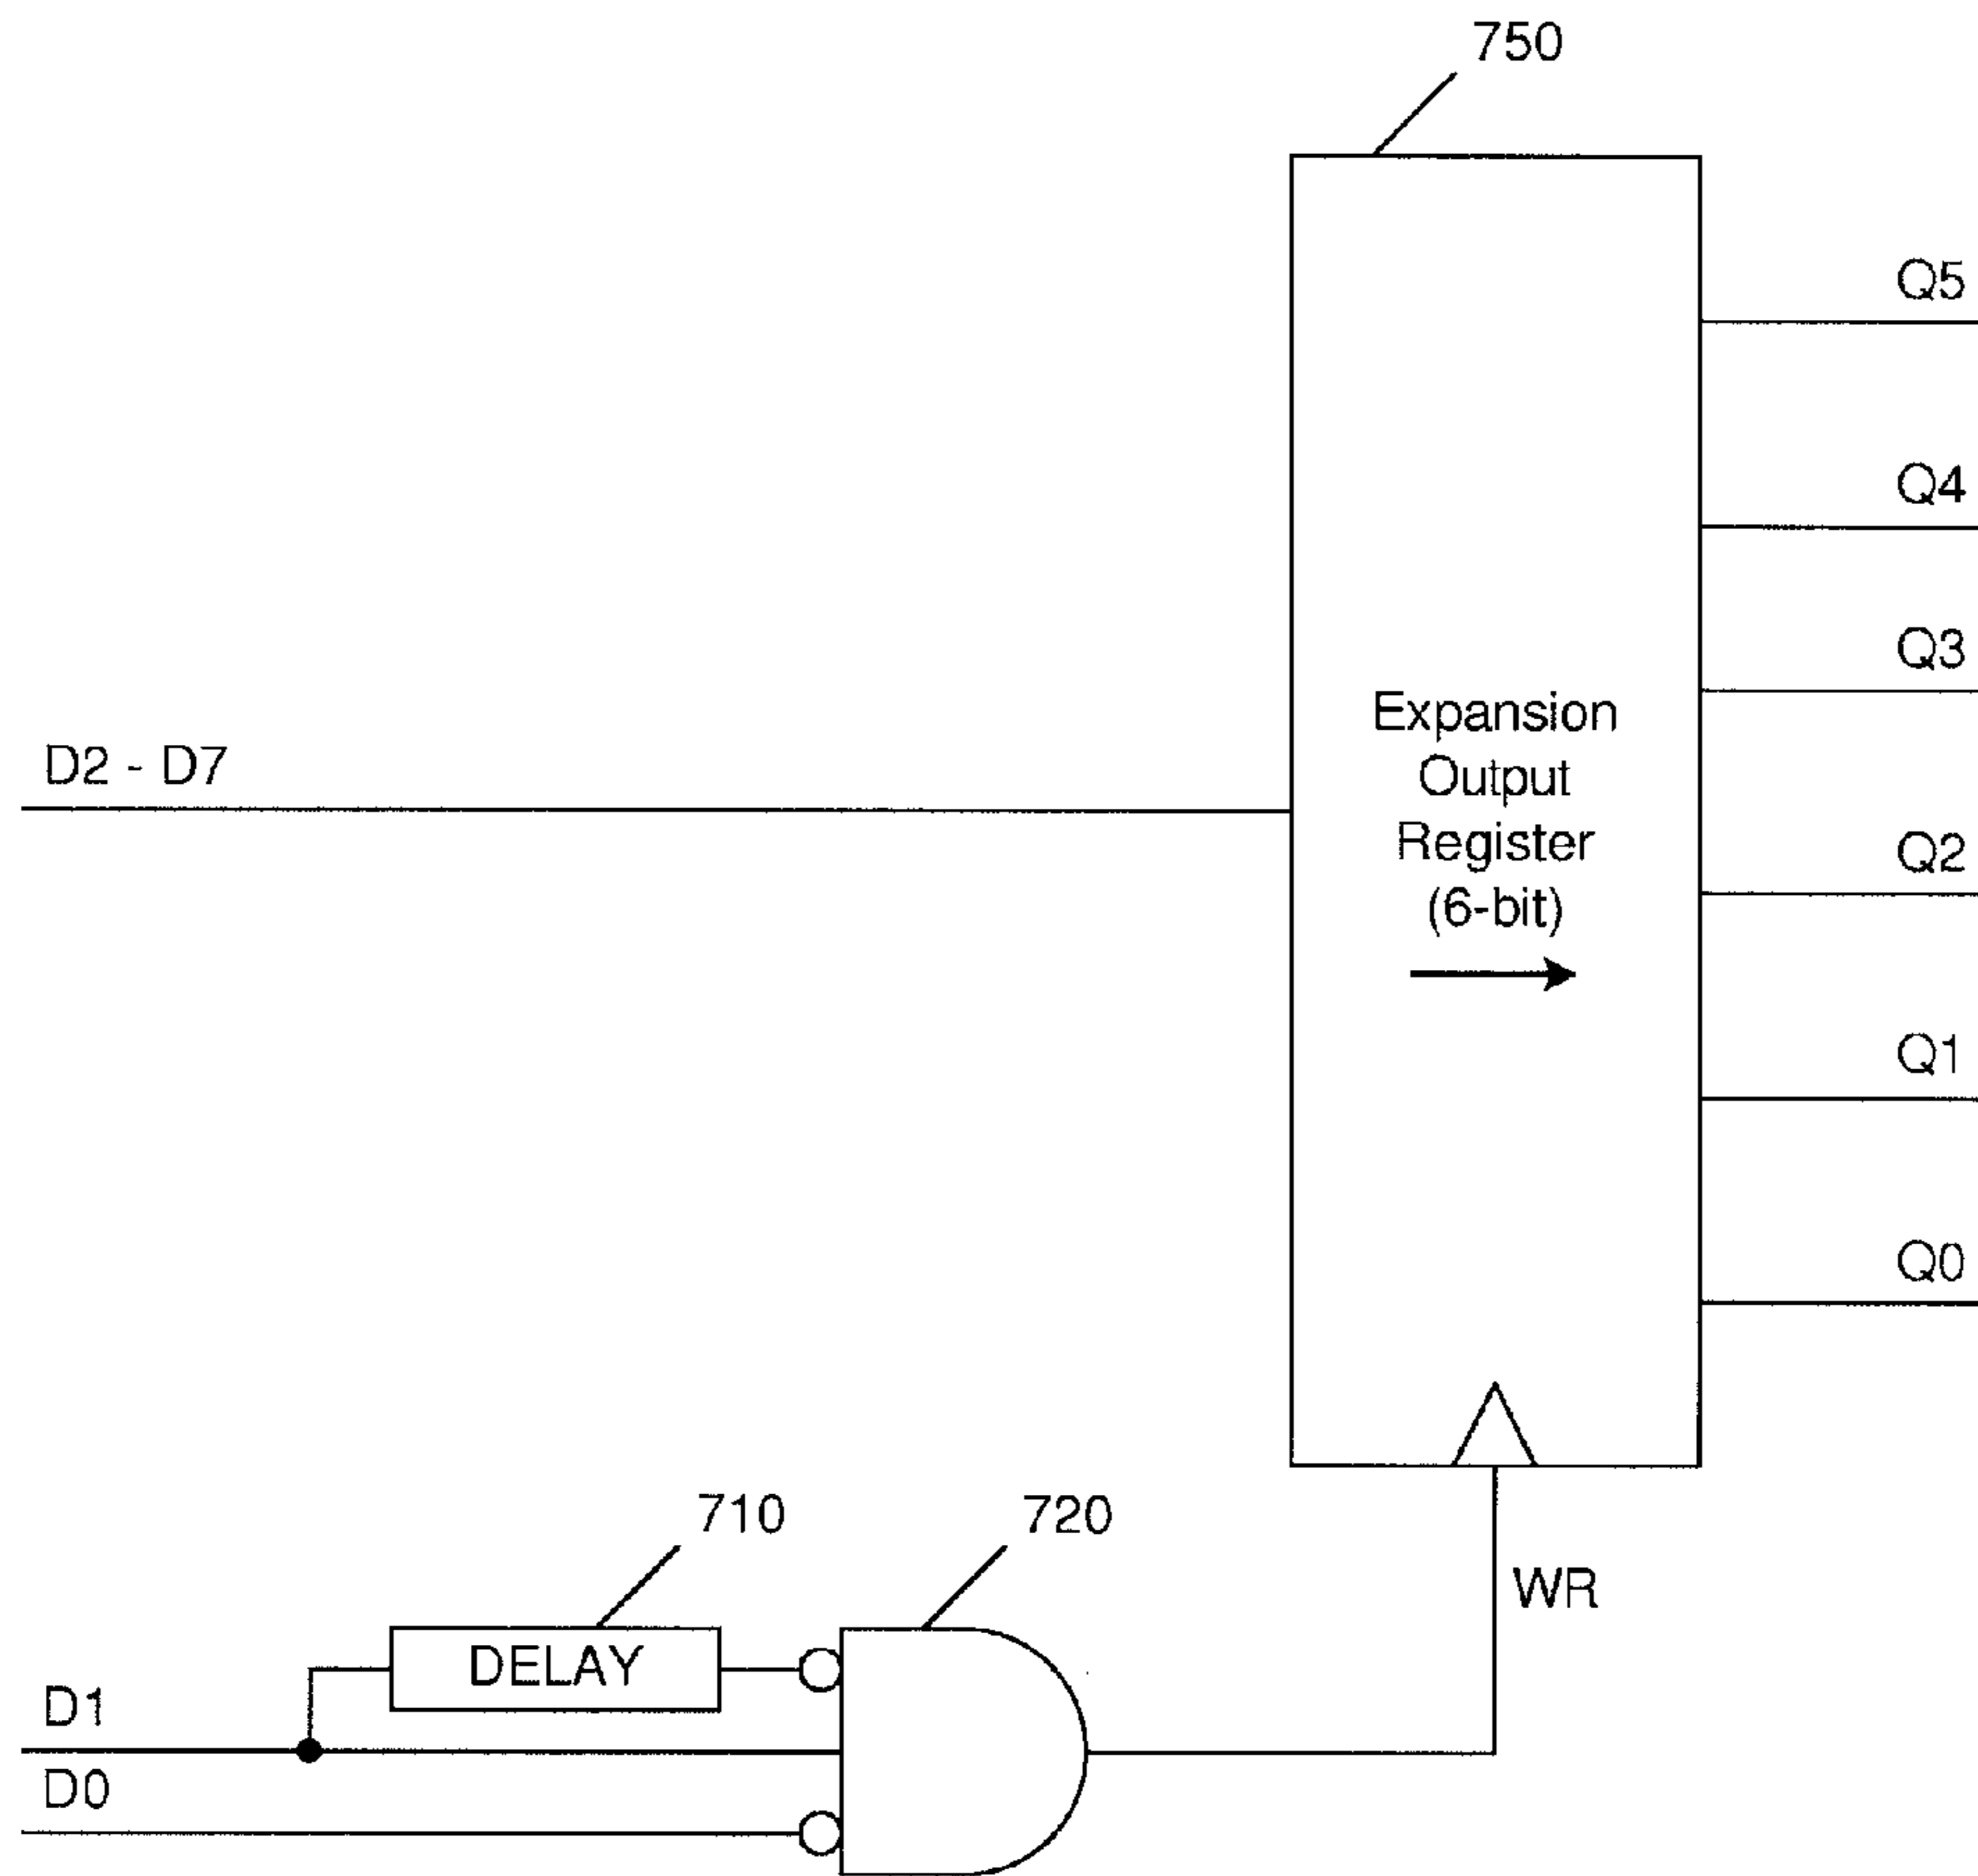 750
Q5
Q4
Q3
Expansion
Output
Register
(6-bit)
D2 - D7
Q2
Q1
Q0
710
720
WR
DELAY
D1
D0